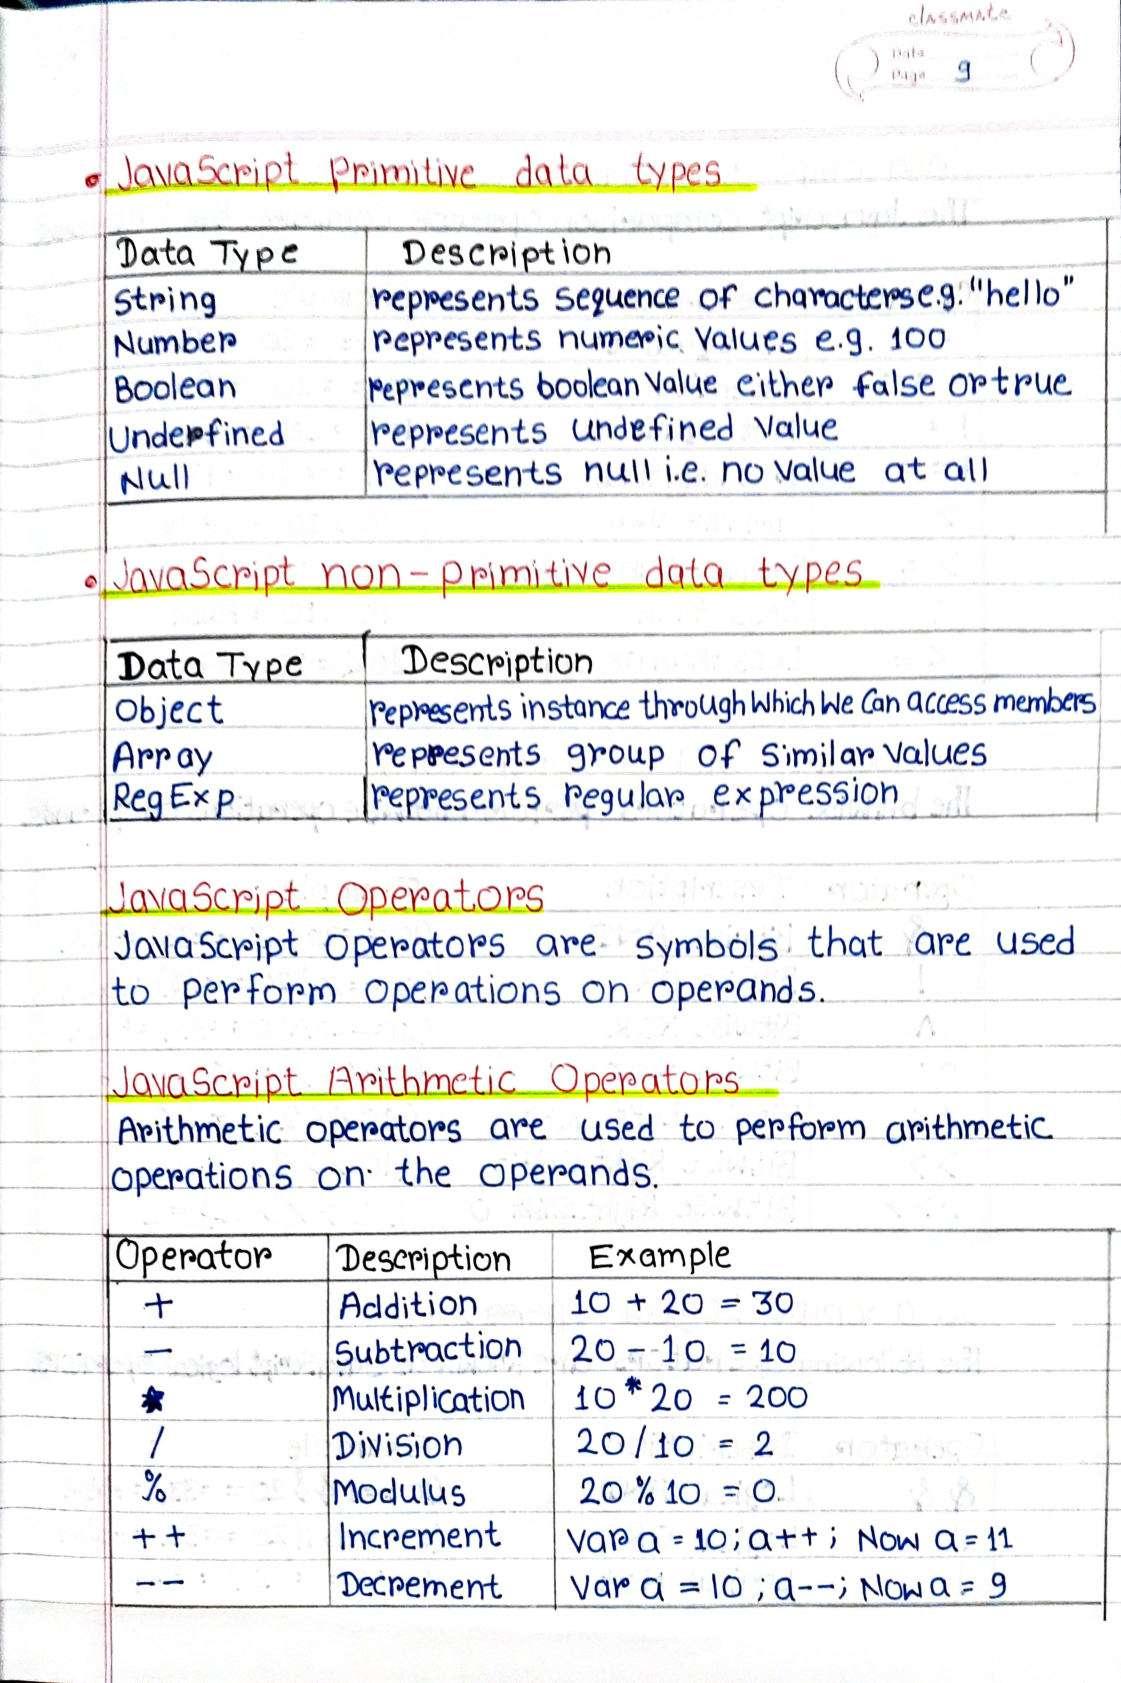 classmate
Date
Page 9
JavaScript primitive data types
Data Type Description
String represents sequence of characters e.g. "hello"
Number represents numeric values e.g. 100
Boolean represents boolean value either false or true
Underfined represents undefined value
Null represents null i.e. no value at all
JavaScript non-primitive data types
Data Type Description
Object represents instance through which we can access members
Array represents group of similar values
RegExp represents regular expression
JavaScript Operators
JavaScript operators are symbols that are used
to perform operations on operands.
JavaScript Arithmetic Operators
Arithmetic operators are used to perform arithmetic
operations on the operands.
Operator Description Example
+ Addition 10 + 20 = 30
- Subtraction 20 - 10 = 10
* Multiplication 10 * 20 = 200
/ Division 20/10 = 2
% Modulus 20 % 10 = 0
++ Increment var a = 10; a++; Now a = 11
-- Decrement var a = 10; a--; Now a = 9